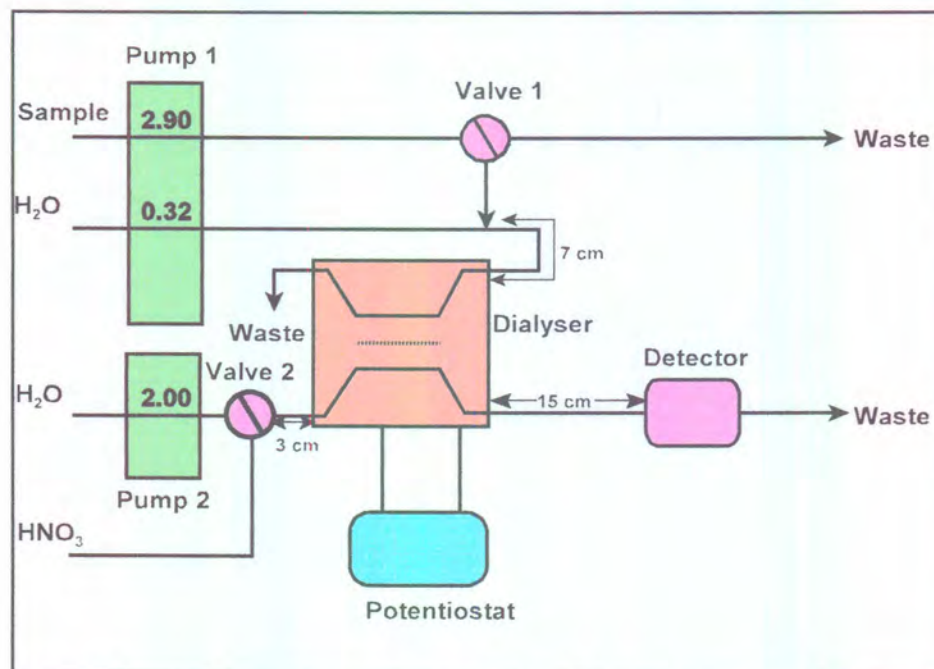 Pump 1
Sample
2.90
Valve 1
Waste
H₂O
0.32
7 cm
Waste
Dialyser
Valve 2
Detector
H₂O
2.00
3 cm
15 cm
Waste
Pump 2
HNO₃
Potentiostat